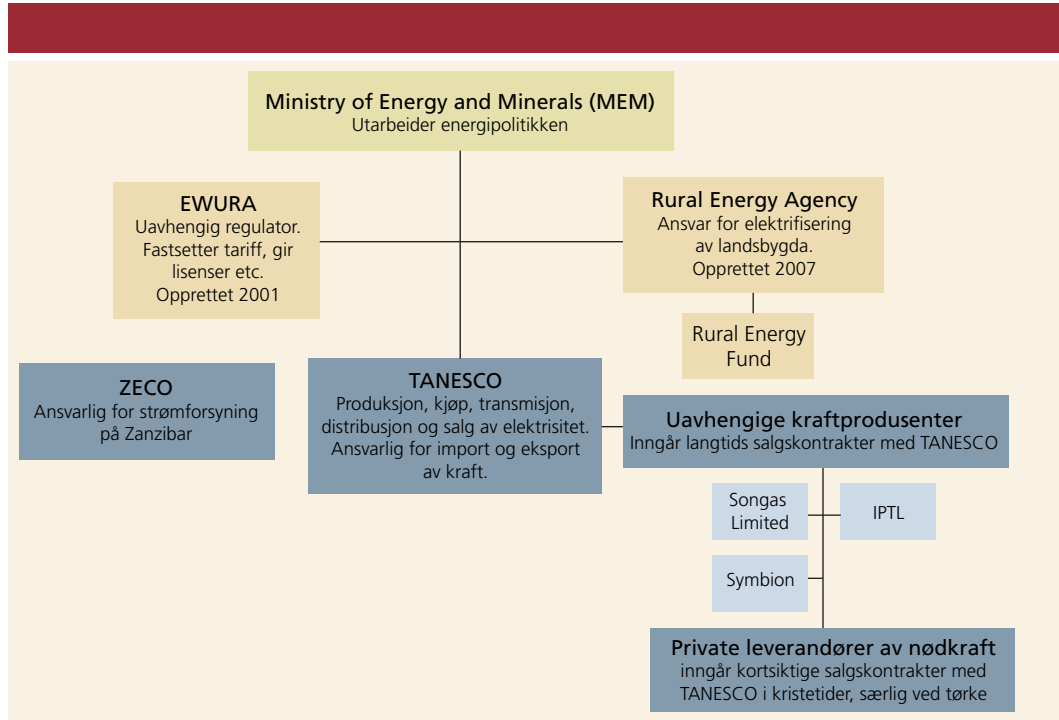 Ministry of Energy and Minerals (MEM)
Utarbeider energipolitikken
EWURA
Uavhengig regulator.
Fastsetter tariff, gir
lisenser etc.
Opprettet 2001
Rural Energy Agency
Ansvar for elektrifisering
av landsbygda.
Opprettet 2007
Rural Energy
Fund
ZECO
Ansvarlig for strømforsyning
på Zanzibar
TANESCO
Produksjon, kjøp, transmisjon,
distribusjon og salg av elektrisitet.
Ansvarlig for import og eksport
av kraft.
Uavhengige kraftprodusenter
Inngår langtids salgskontrakter med TANESCO
Songas
Limited
IPTL
Symbion
Private leverandører av nødkraft
inngår kortsiktige salgskontrakter med
TANESCO i kristetider, særlig ved tørke